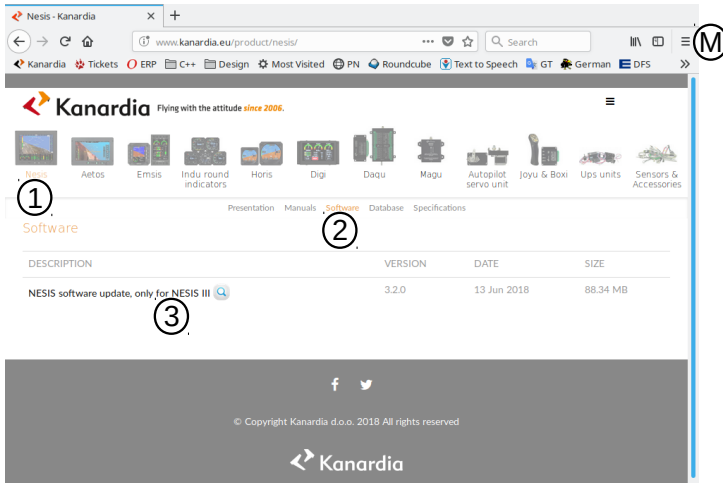 Nesis - Kanardia
www.kanardia.eu/product/nesis/
Search
M
Kanardia Tickets ERP C++ Design Most Visited PN Roundcube Text to Speech GT German DFS
Kanardia Flying with the attitude since 2006.
Nesis Aetos Emsis Indu round indicators Horis Digi Daqu Magu Autopilot servo unit Joyu & Boxi Ups units Sensors & Accessories
1
Presentation Manuals Software Database Specifications
2
Software
DESCRIPTION VERSION DATE SIZE
NESIS software update, only for NESIS III 3.2.0 13 Jun 2018 88.34 MB
3
© Copyright Kanardia d.o.o. 2018 All rights reserved
Kanardia